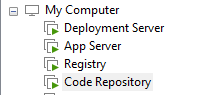 My Computer
Deployment Server
App Server
Registry
Code Repository